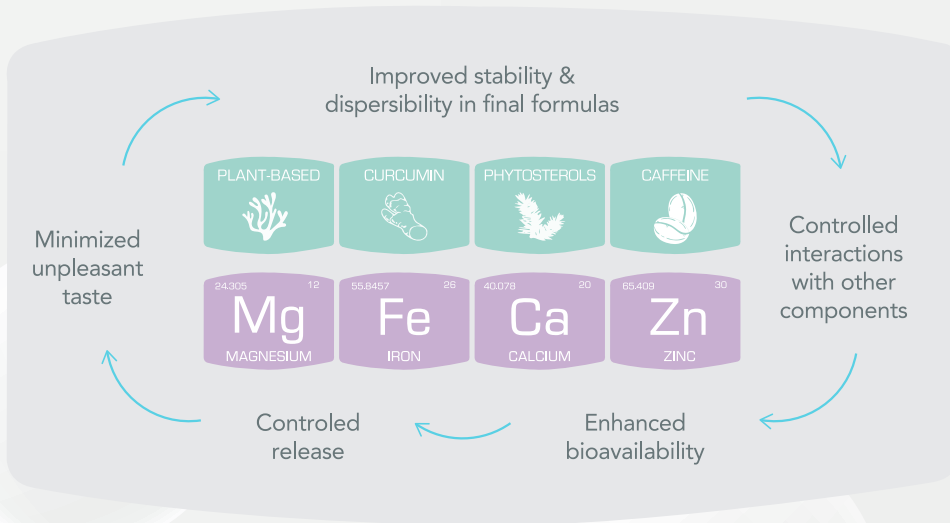 Improved stability &
dispersibility in final formulas
PLANT-BASED
CURCUMIN
PHYTOSTEROLS
CAFFEINE
Minimized
unpleasant
taste
Controlled
interactions
with other
components
24.305 12
Mg
MAGNESIUM
55.8457 26
Fe
IRON
40.078 20
Ca
CALCIUM
65.409 30
Zn
ZINC
Controled
release
Enhanced
bioavailability